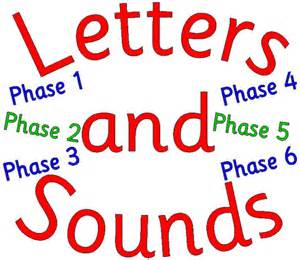 Letters
Phase 1
Phase 4
Phase 2
and
Phase 5
Phase 3
Phase 6
Sounds